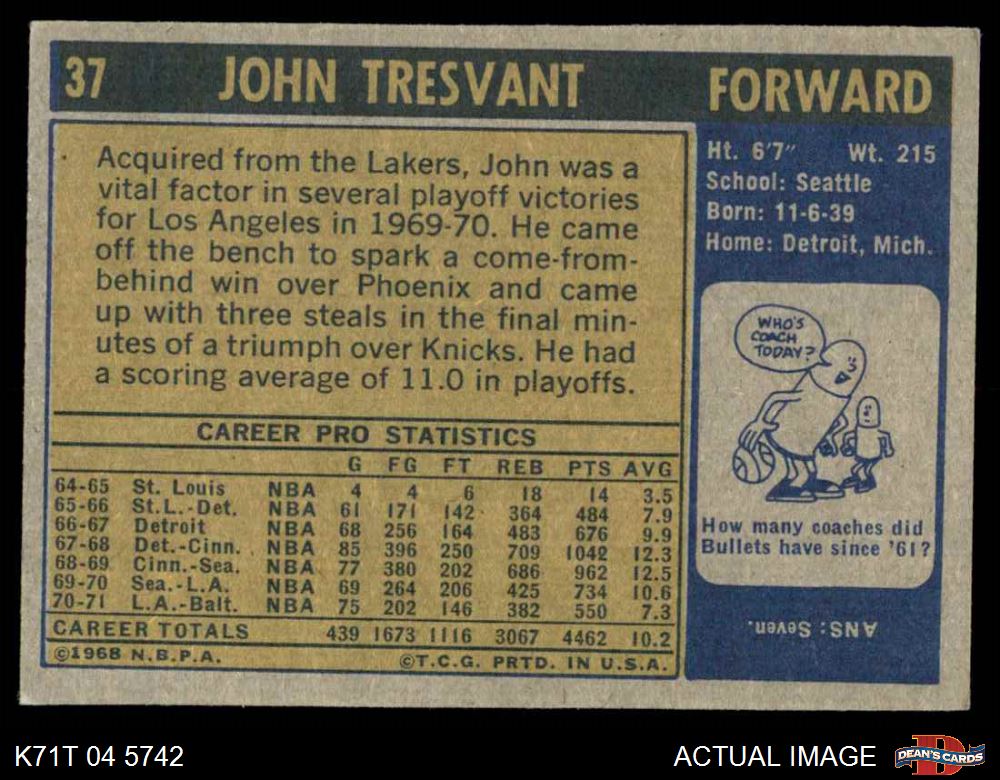 37 JOHN TRESVANT FORWARD
Acquired from the Lakers, John was a
vital factor in several playoff victories
for Los Angeles in 1969-70. He came
off the bench to spark a come-from-
behind win over Phoenix and came
up with three steals in the final min-
utes of a triumph over Knicks. He had
a scoring average of 11.0 in playoffs.
CAREER PRO STATISTICS
G FG FT REB PTS AVG
64-65 St. Louis NBA 4 4 6 18 14 3.5
65-66 St.L.-Det. NBA 61 171 142 364 484 7.9
66-67 Detroit NBA 68 256 164 483 676 9.9
67-68 Det.-Cinn. NBA 85 396 250 709 1042 12.3
68-69 Cinn.-Sea. NBA 77 380 202 686 962 12.5
69-70 Sea.-L.A. NBA 69 264 206 425 734 10.6
70-71 L.A.-Balt. NBA 75 202 146 382 550 7.3
CAREER TOTALS 439 1673 1116 3067 4462 10.2
©1968 N.B.P.A. ©T.C.G. PRTD. IN U.S.A.
Ht. 6'7" Wt. 215
School: Seattle
Born: 11-6-39
Home: Detroit, Mich.
WHO'S
COACH
TODAY?
How many coaches did
Bullets have since '61?
ANS: Seven.
K71T 04 5742
ACTUAL IMAGE
DEAN'S CARDS